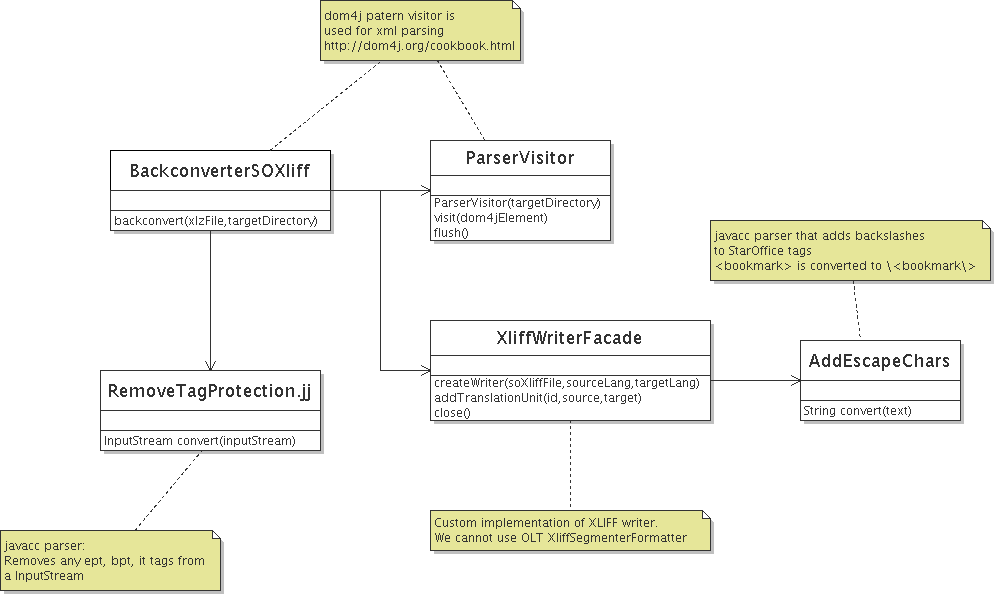 dom4j patern visitor is
used for xml parsing
http://dom4j.org/cookbook.html
BackconverterSOXliff
backconvert(xlzFile,targetDirectory)
ParserVisitor
ParserVisitor(targetDirectory)
visit(dom4jElement)
flush()
javacc parser that adds backslashes
to StarOffice tags
<bookmark> is converted to \<bookmark\>
XliffWriterFacade
createWriter(soXliffFile,sourceLang,targetLang)
addTranslationUnit(id,source,target)
close()
AddEscapeChars
String convert(text)
RemoveTagProtection.jj
InputStream convert(inputStream)
Custom implementation of XLIFF writer.
We cannot use OLT XliffSegmenterFormatter
javacc parser:
Removes any ept, bpt, it tags from
a InputStream